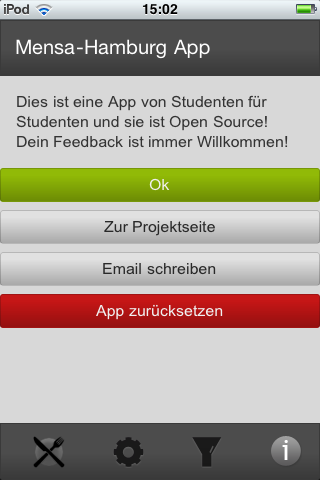 iPod 15:02
Mensa-Hamburg App
Dies ist eine App von Studenten für
Studenten und sie ist Open Source!
Dein Feedback ist immer Willkommen!
Ok
Zur Projektseite
Email schreiben
App zurücksetzen
i